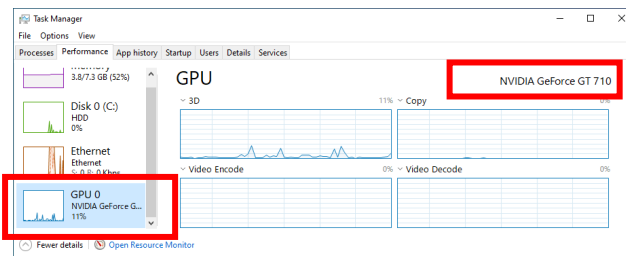 Task Manager
File Options View
Processes Performance App history Startup Users Details Services
3.8/7.3 GB (52%)
Disk 0 (C:)
HDD
0%
Ethernet
Ethernet
GPU 0
NVIDIA GeForce G...
11%
GPU
NVIDIA GeForce GT 710
3D 11%
Copy 0%
Video Encode 0%
Video Decode 0%
Fewer details
Open Resource Monitor